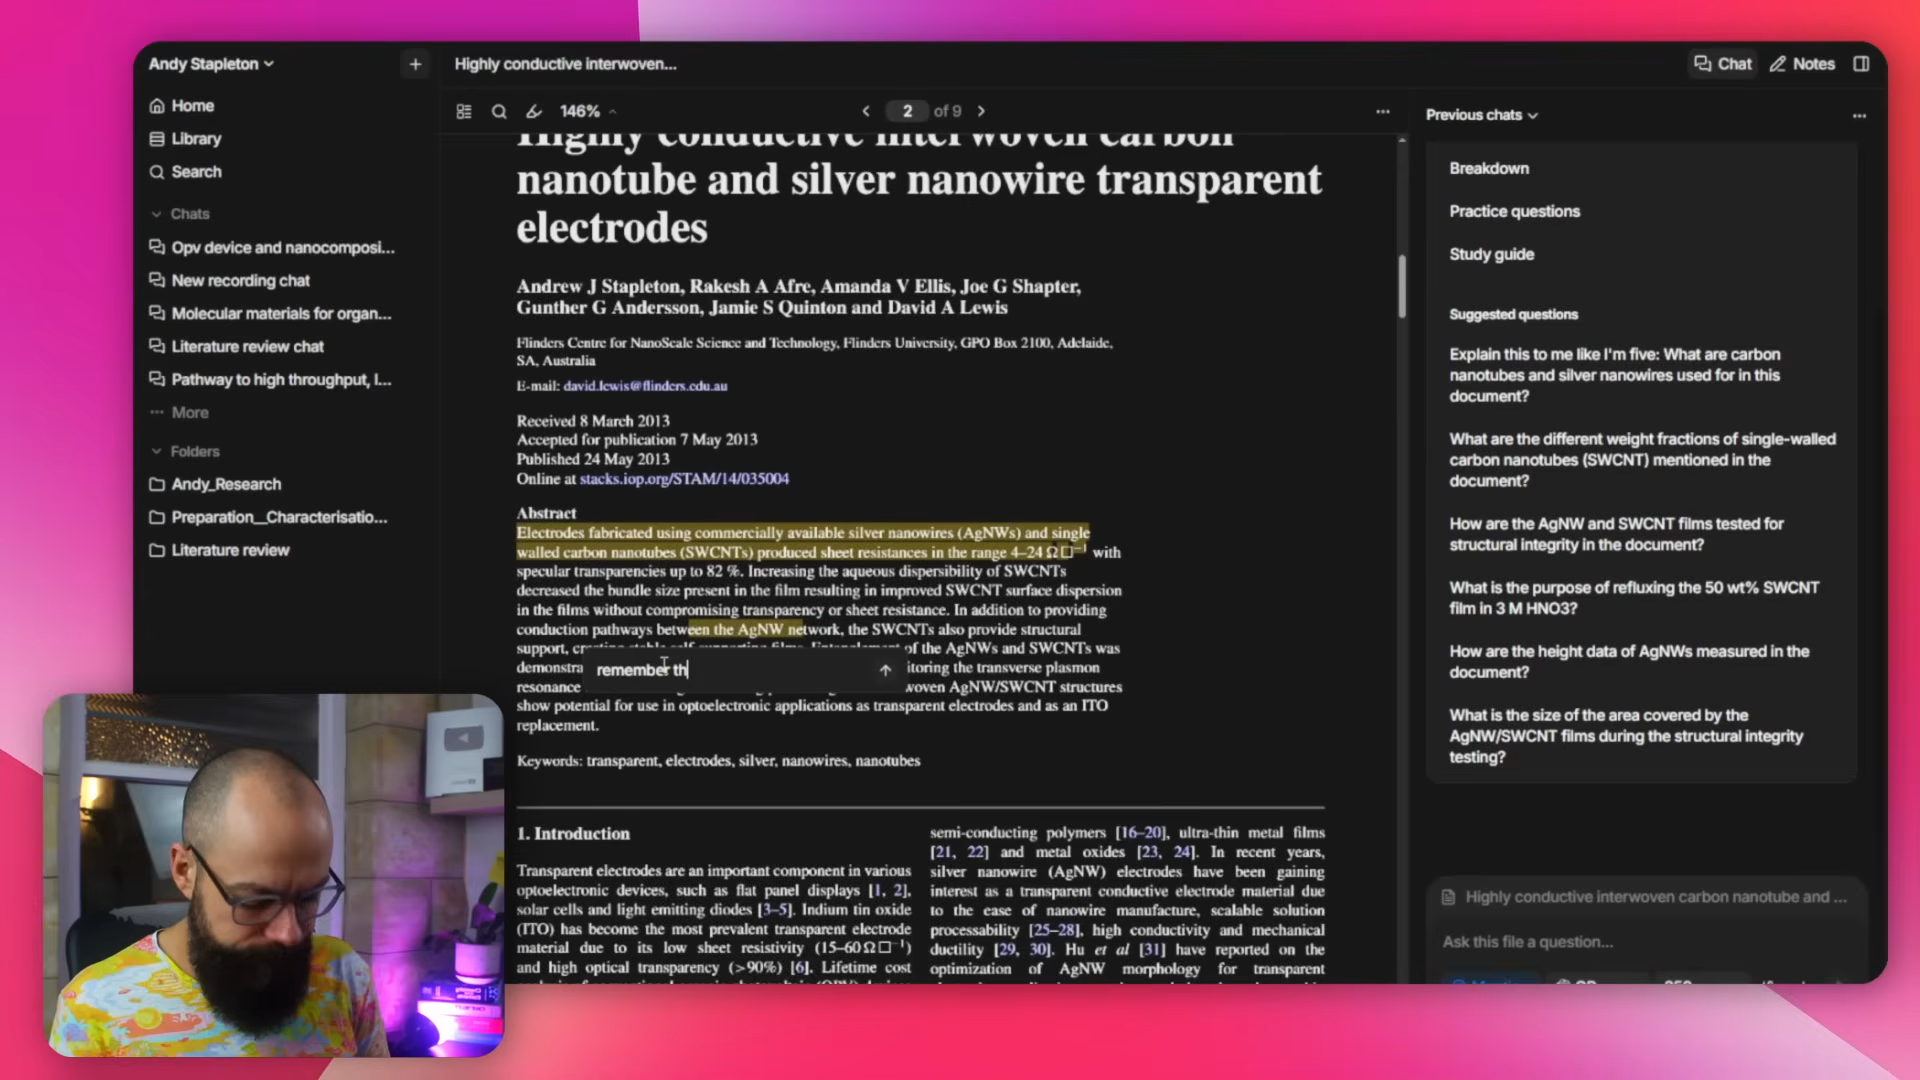 Andy Stapleton
Home
Library
Search
Chats
Opv device and nanocomposi...
New recording chat
Molecular materials for organ...
Literature review chat
Pathway to high throughput, l...
More
Folders
Andy_Research
Preparation__Characterisatio...
Literature review
Highly conductive interwoven...
Chat
Notes
146%
2 of 9
Highly conductive interwoven carbon
nanotube and silver nanowire transparent
electrodes
Andrew J Stapleton, Rakesh A Afre, Amanda V Ellis, Joe G Shapter,
Gunther G Andersson, Jamie S Quinton and David A Lewis
Flinders Centre for NanoScale Science and Technology, Flinders University, GPO Box 2100, Adelaide,
SA, Australia
E-mail: david.lewis@flinders.edu.au
Received 8 March 2013
Accepted for publication 7 May 2013
Published 24 May 2013
Online at stacks.iop.org/STAM/14/035004
Abstract
Electrodes fabricated using commercially available silver nanowires (AgNWs) and single
walled carbon nanotubes (SWCNTs) produced sheet resistances in the range 4–24 Ω □⁻¹ with
specular transparencies up to 82 %. Increasing the aqueous dispersibility of SWCNTs
decreased the bundle size present in the film resulting in improved SWCNT surface dispersion
in the films without compromising transparency or sheet resistance. In addition to providing
conduction pathways between the AgNW network, the SWCNTs also provide structural
support, of the AgNWs and SWCNTs was
demonstra itoring the transverse plasmon
resonance woven AgNW/SWCNT structures
remember th
show potential for use in optoelectronic applications as transparent electrodes and as an ITO
replacement.
Keywords: transparent, electrodes, silver, nanowires, nanotubes
1. Introduction
Transparent electrodes are an important component in various
optoelectronic devices, such as flat panel displays [1, 2],
solar cells and light emitting diodes [3–5]. Indium tin oxide
(ITO) has become the most prevalent transparent electrode
material due to its low sheet resistivity (15–60 Ω □⁻¹)
and high optical transparency (>90%) [6]. Lifetime cost
semi-conducting polymers [16–20], ultra-thin metal films
[21, 22] and metal oxides [23, 24]. In recent years,
silver nanowire (AgNW) electrodes have been gaining
interest as a transparent conductive electrode material due
to the ease of nanowire manufacture, scalable solution
processability [25–28], high conductivity and mechanical
ductility [29, 30]. Hu et al [31] have reported on the
optimization of AgNW morphology for transparent
Previous chats
Breakdown
Practice questions
Study guide
Suggested questions
Explain this to me like I'm five: What are carbon
nanotubes and silver nanowires used for in this
document?
What are the different weight fractions of single-walled
carbon nanotubes (SWCNT) mentioned in the
document?
How are the AgNW and SWCNT films tested for
structural integrity in the document?
What is the purpose of refluxing the 50 wt% SWCNT
film in 3 M HNO3?
How are the height data of AgNWs measured in the
document?
What is the size of the area covered by the
AgNW/SWCNT films during the structural integrity
testing?
Highly conductive interwoven carbon nanotube and ...
Ask this file a question...